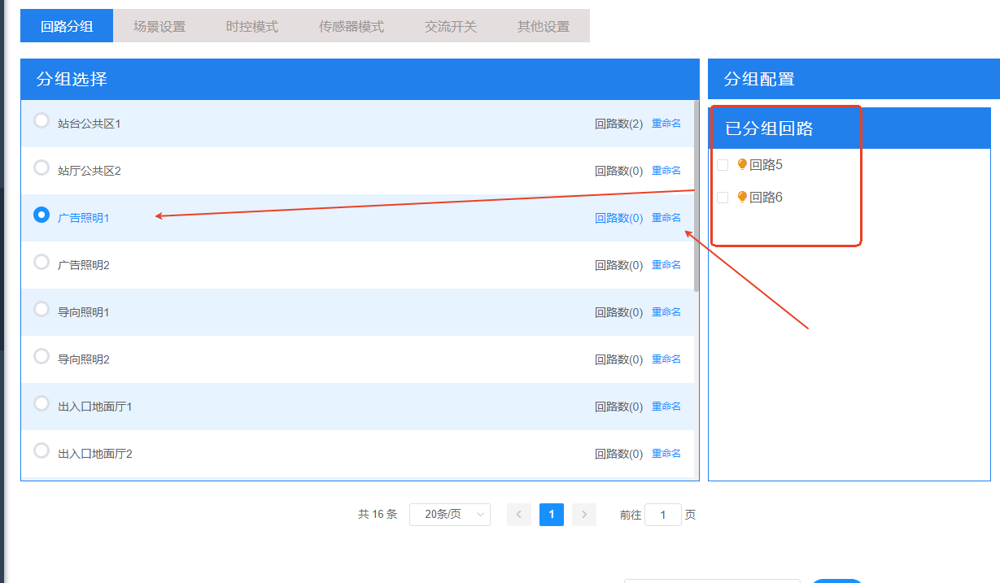 回路分组 场景设置 时控模式 传感器模式 交流开关 其他设置
分组选择
站台公共区1 回路数(2) 重命名
站厅公共区2 回路数(0) 重命名
广告照明1 回路数(0) 重命名
广告照明2 回路数(0) 重命名
导向照明1 回路数(0) 重命名
导向照明2 回路数(0) 重命名
出入口地面厅1 回路数(0) 重命名
出入口地面厅2 回路数(0) 重命名
分组配置
已分组回路
回路5
回路6
共 16 条 20条/页 1 前往 1 页